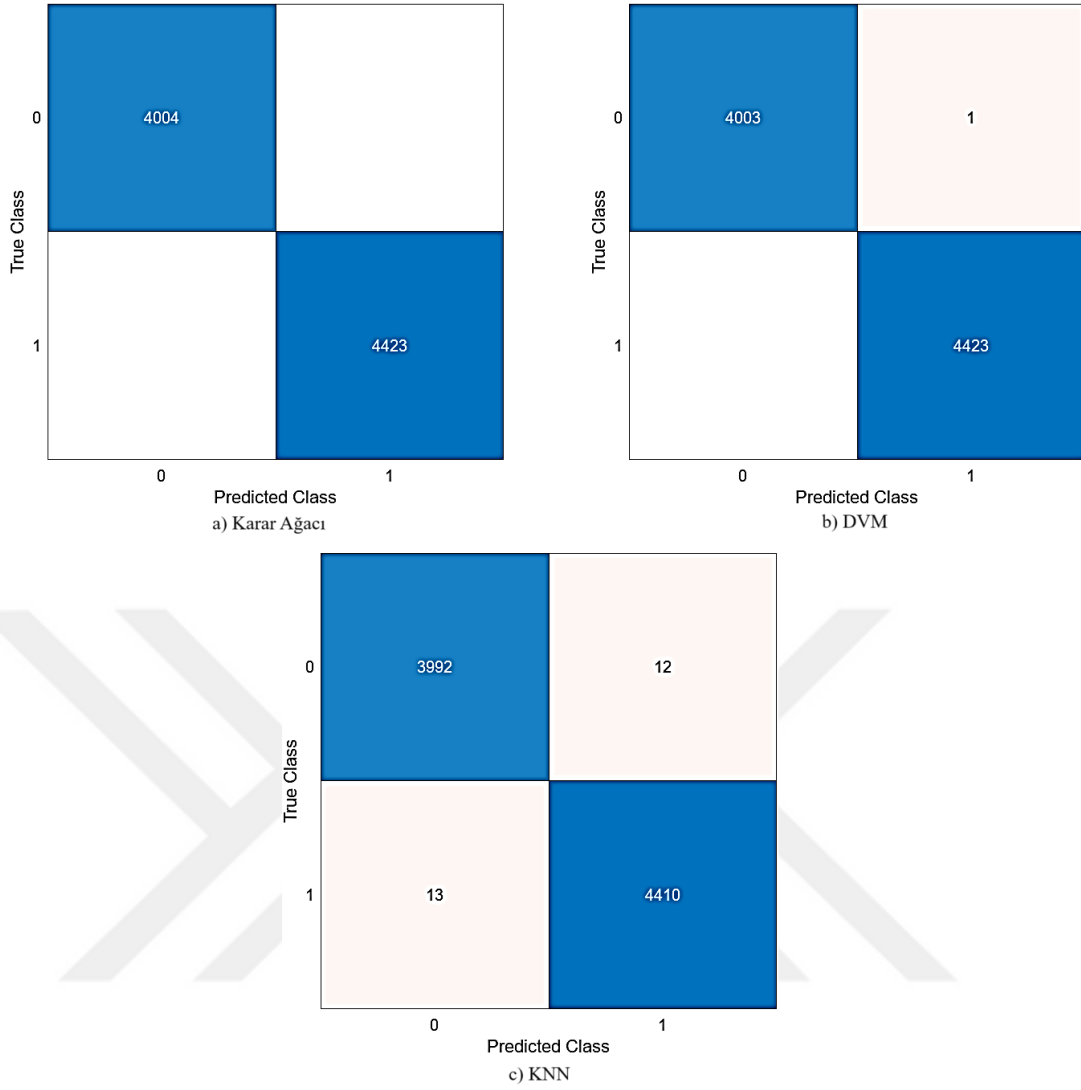 True Class
0
4004
1
4423
0 1
Predicted Class
a) Karar Ağacı
True Class
0
4003 1
1
4423
0 1
Predicted Class
b) DVM
True Class
0
3992 12
1
13 4410
0 1
Predicted Class
c) KNN